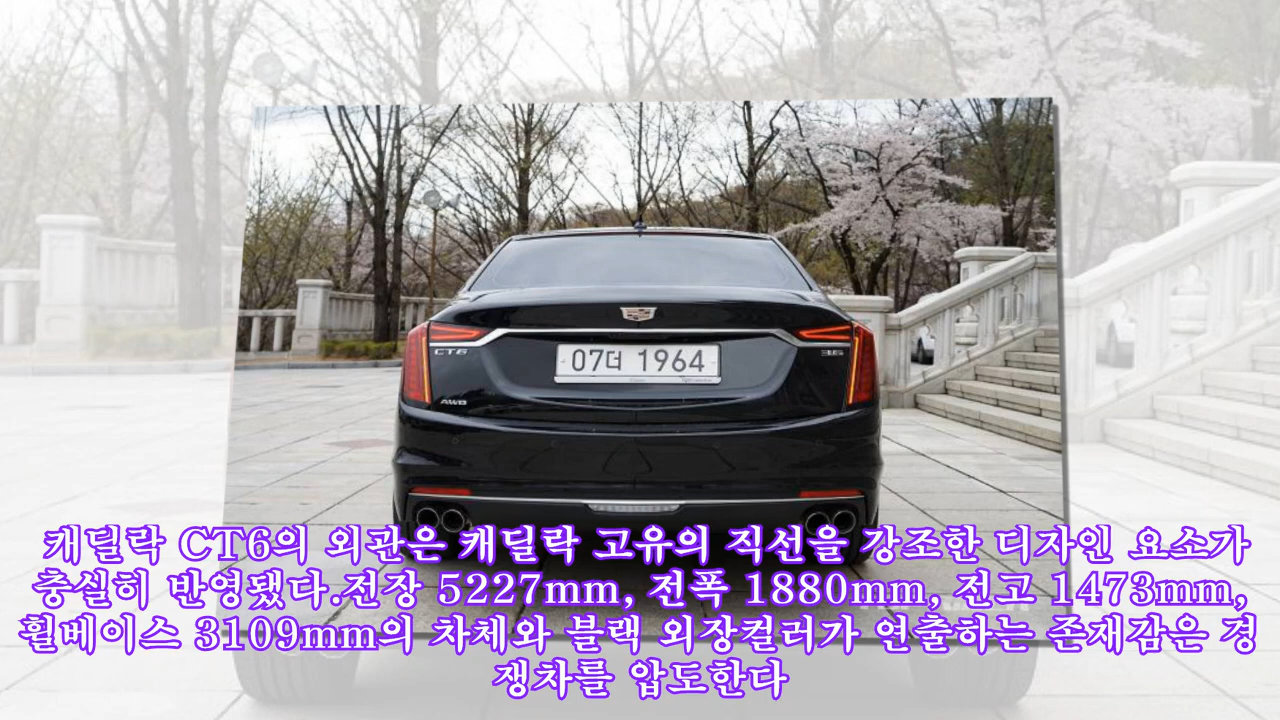 CT6
07더 1964
AWD
캐딜락 CT6의 외관은 캐딜락 고유의 직선을 강조한 디자인 요소가
충실히 반영됐다.전장 5227mm, 전폭 1880mm, 전고 1473mm,
휠베이스 3109mm의 차체와 블랙 외장컬러가 연출하는 존재감은 경
쟁차를 압도한다